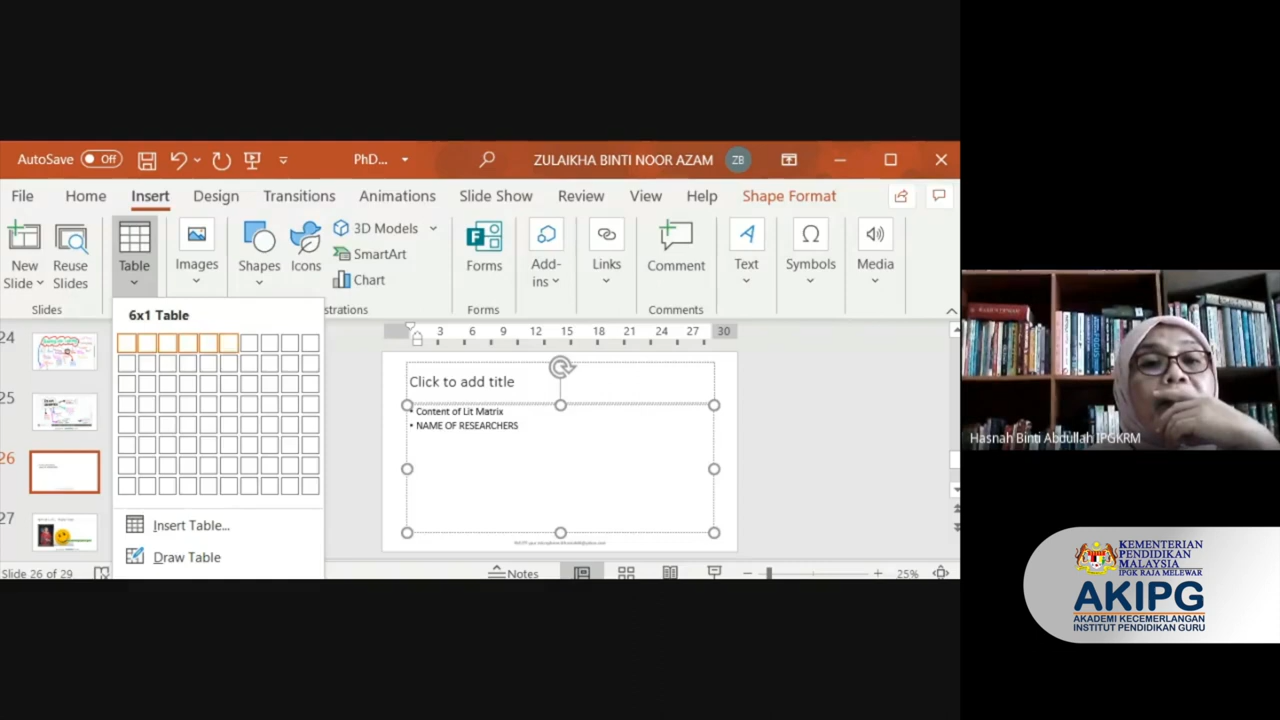 AutoSave Off PhD... ZULAIKHA BINTI NOOR AZAM ZB
File Home Insert Design Transitions Animations Slide Show Review View Help Shape Format
New Slide
Reuse Slides
Table
Images
Shapes
Icons
3D Models
SmartArt
Chart
Forms
Add-ins
Links
Comment
Text
Symbols
Media
Slides
strations
Forms
Comments
6x1 Table
Insert Table...
Draw Table
24
25
26
27
3 6 9 12 15 18 21 24 27 30
Click to add title
• Content of Lit Matrix
• NAME OF RESEARCHERS
Slide 26 of 29
Notes
25%
Hasnah Binti Abdullah IPGKRM
KEMENTERIAN
PENDIDIKAN
MALAYSIA
IPGK RAJA MELEWAR
AKIPG
AKADEMI KECEMERLANGAN
INSTITUT PENDIDIKAN GURU